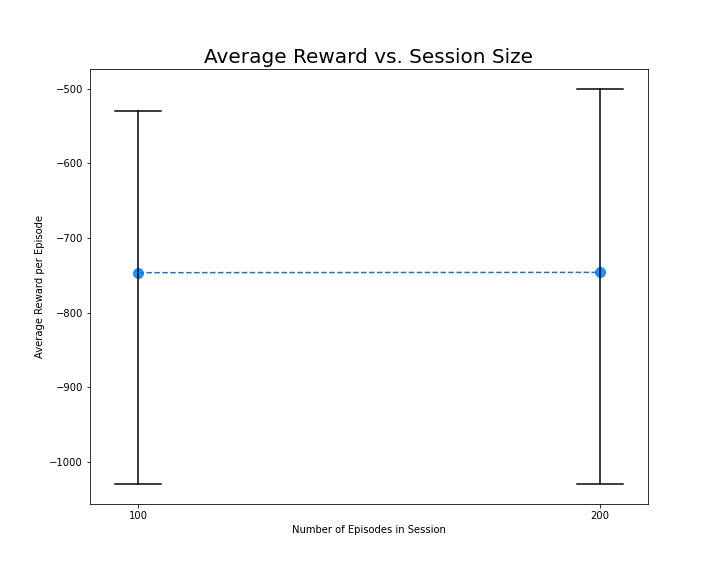 Average Reward vs. Session Size
Average Reward per Episode
−500
−600
−700
−800
−900
−1000
100
200
Number of Episodes in Session